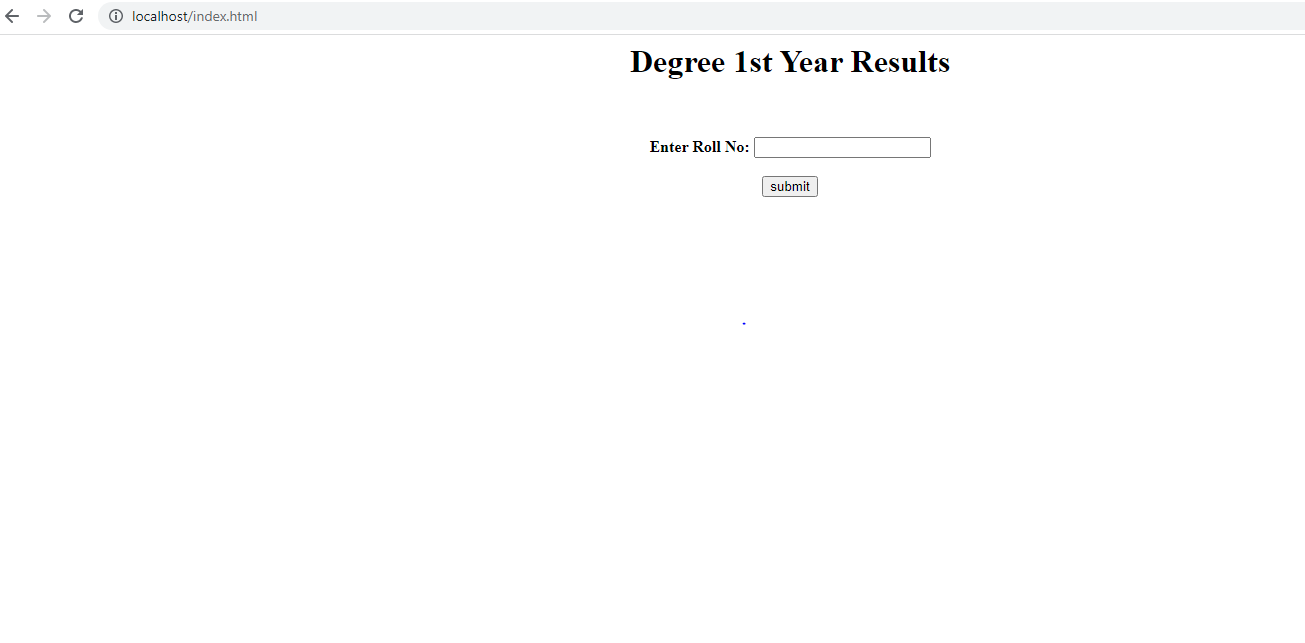 localhost/index.html
Degree 1st Year Results
Enter Roll No:
submit